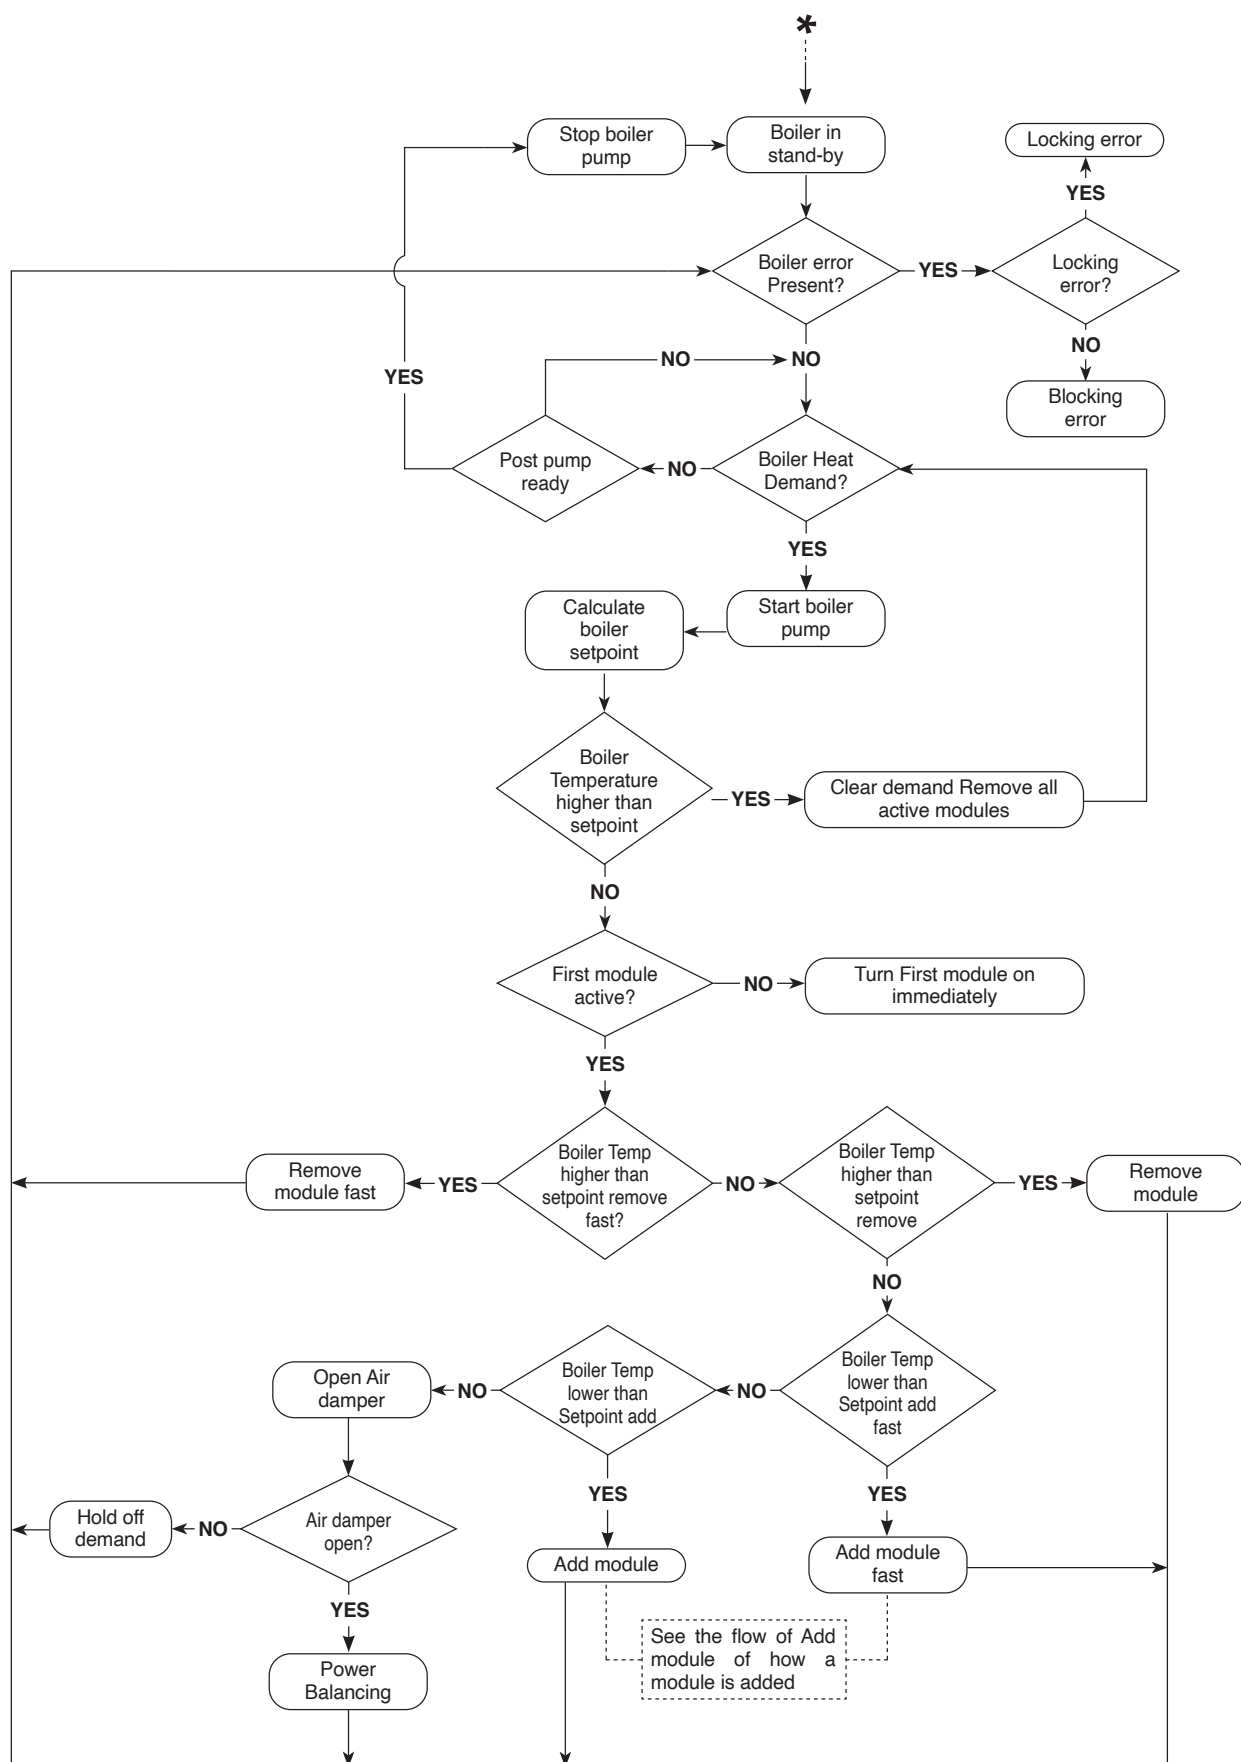 *
Stop boiler
pump
Boiler in
stand-by
Locking error
YES
Boiler error
Present?
YES
Locking
error?
NO
Blocking
error
YES
NO
NO
Post pump
ready
NO
Boiler Heat
Demand?
YES
Calculate
boiler
setpoint
Start boiler
pump
Boiler
Temperature
higher than
setpoint
YES
Clear demand Remove all
active modules
NO
First module
active?
NO
Turn First module on
immediately
YES
Remove
module fast
YES
Boiler Temp
higher than
setpoint remove
fast?
NO
Boiler Temp
higher than
setpoint
remove
YES
Remove
module
NO
Open Air
damper
NO
Boiler Temp
lower than
Setpoint add
NO
Boiler Temp
lower than
Setpoint add
fast
YES
YES
Hold off
demand
NO
Air damper
open?
Add module
Add module
fast
YES
See the flow of Add
module of how a
module is added
Power
Balancing